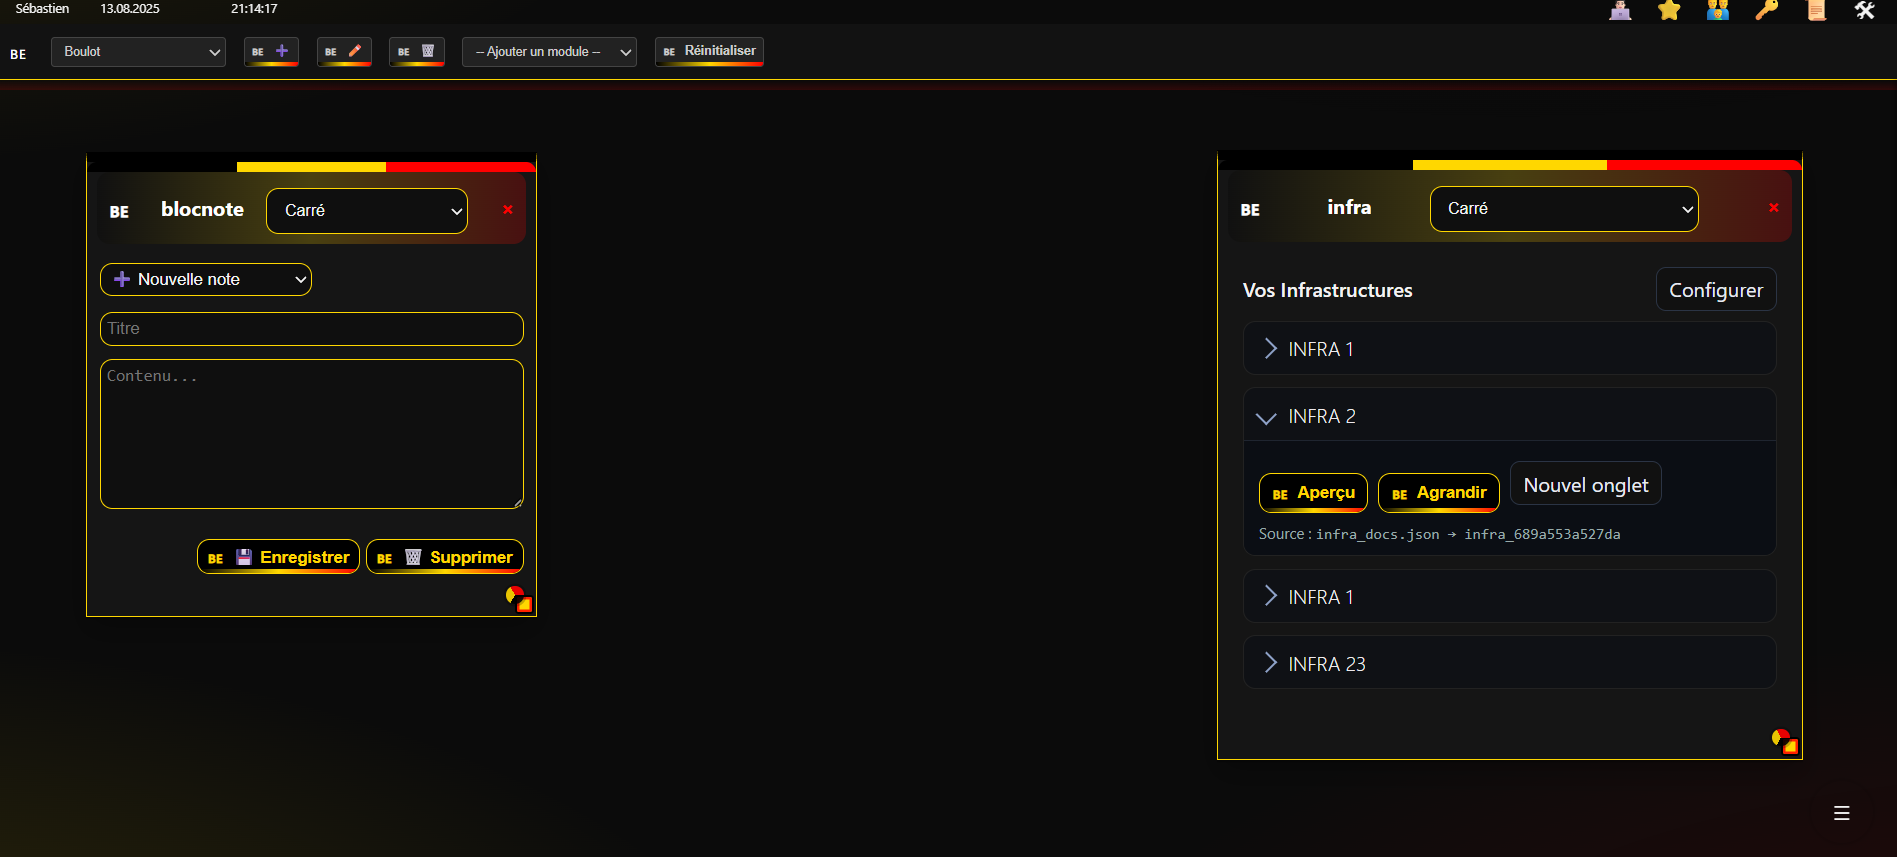 Sébastien 13.08.2025 21:14:17
BE Boulot BE BE BE -- Ajouter un module -- BE Réinitialiser
BE blocnote Carré ×
Nouvelle note
Titre
Contenu...
BE Enregistrer BE Supprimer
BE infra Carré ×
Vos Infrastructures Configurer
INFRA 1
INFRA 2
BE Aperçu BE Agrandir Nouvel onglet
Source : infra_docs.json → infra_689a553a527da
INFRA 1
INFRA 23